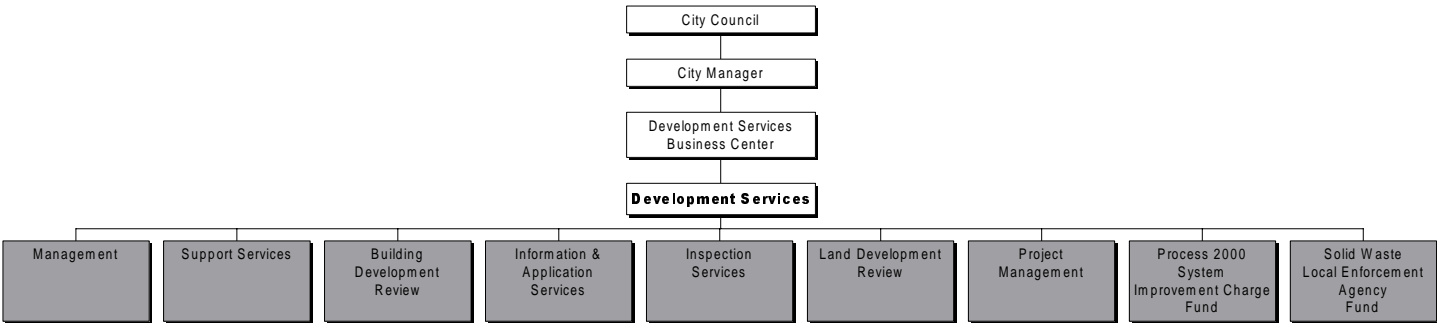 City Council
City Manager
Development Services
Business Center
Development Services
Management
Support Services
Building
Development
Review
Information &
Application
Services
Inspection
Services
Land Development
Review
Project
Management
Process 2000
System
Improvement Charge
Fund
Solid Waste
Local Enforcement
Agency
Fund